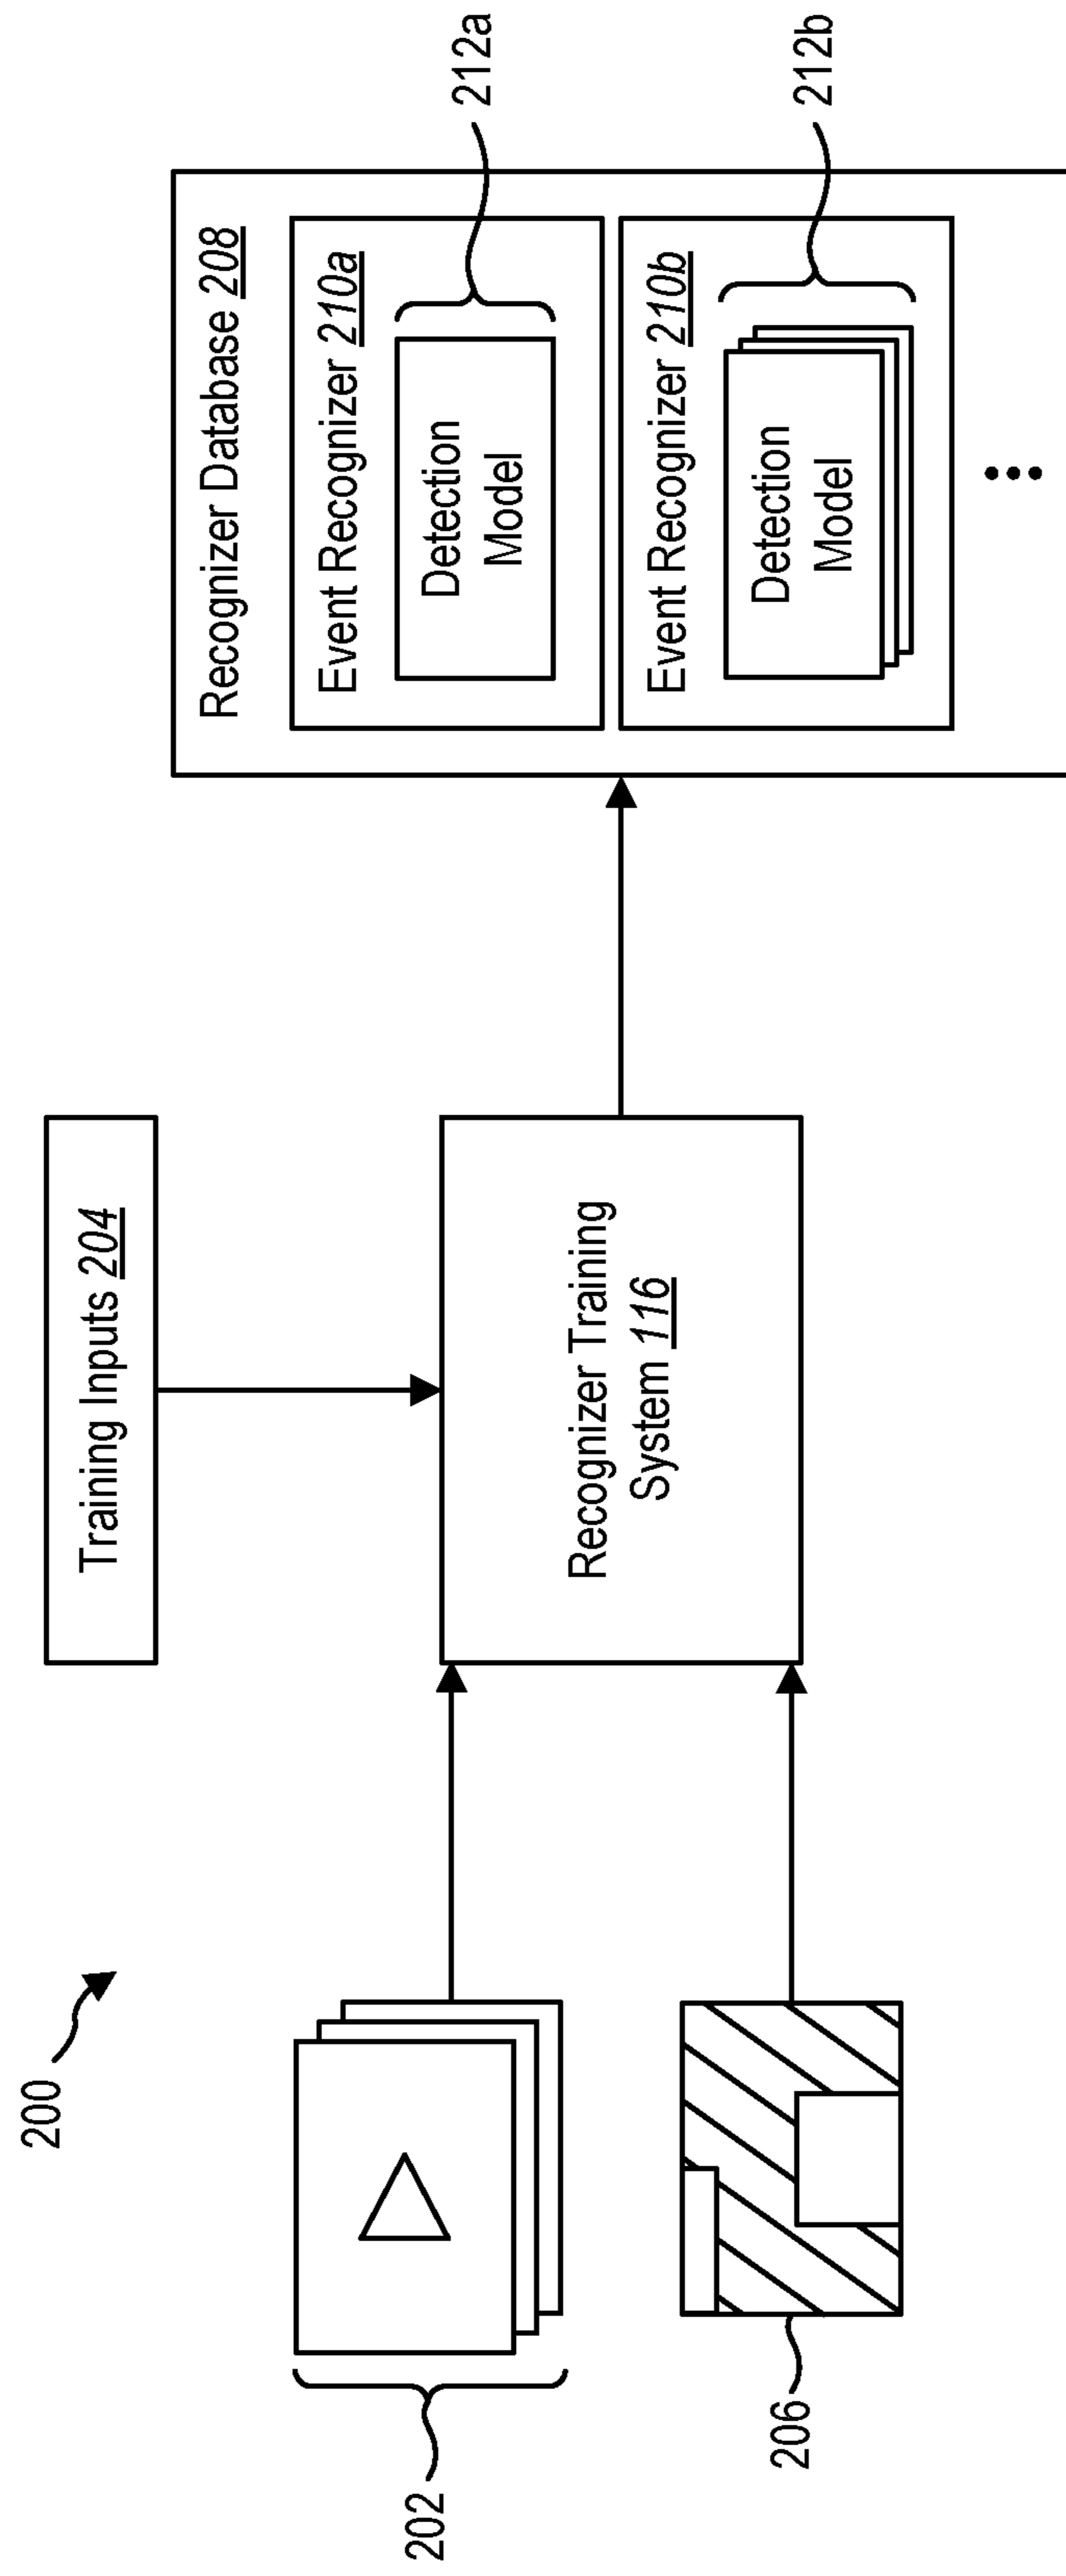 200
202
206
Training Inputs 204
Recognizer Training
System 116
Recognizer Database 208
Event Recognizer 210a
Detection
Model
212a
Event Recognizer 210b
Detection
Model
212b